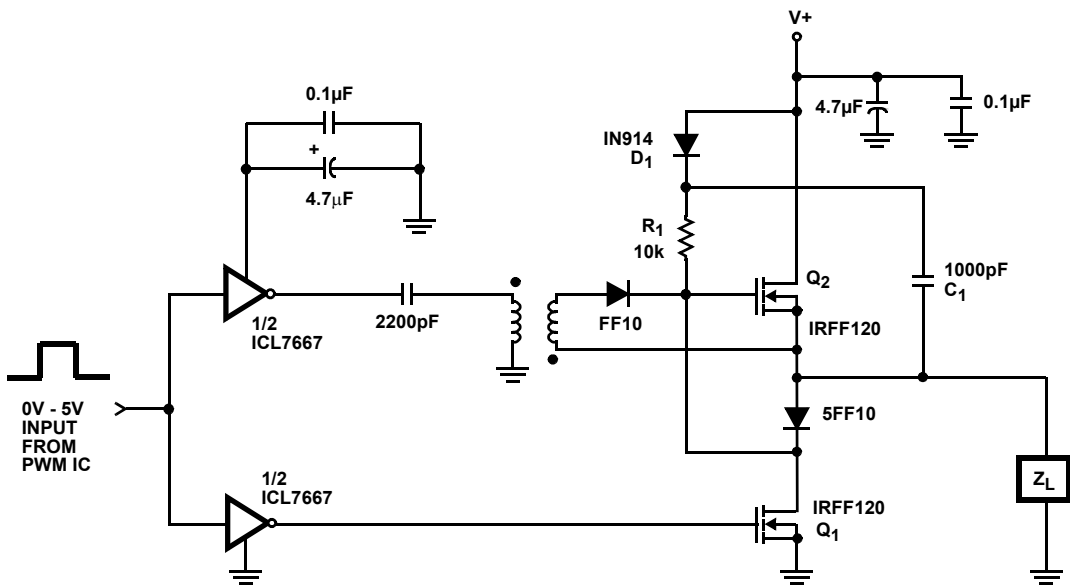 V+
0.1µF
+
4.7µF
4.7µF
0.1µF
IN914
D1
R1
10k
1000pF
C1
Q2
IRFF120
2200pF
FF10
1/2
ICL7667
5FF10
0V - 5V
INPUT
FROM
PWM IC
1/2
ICL7667
IRFF120
Q1
ZL